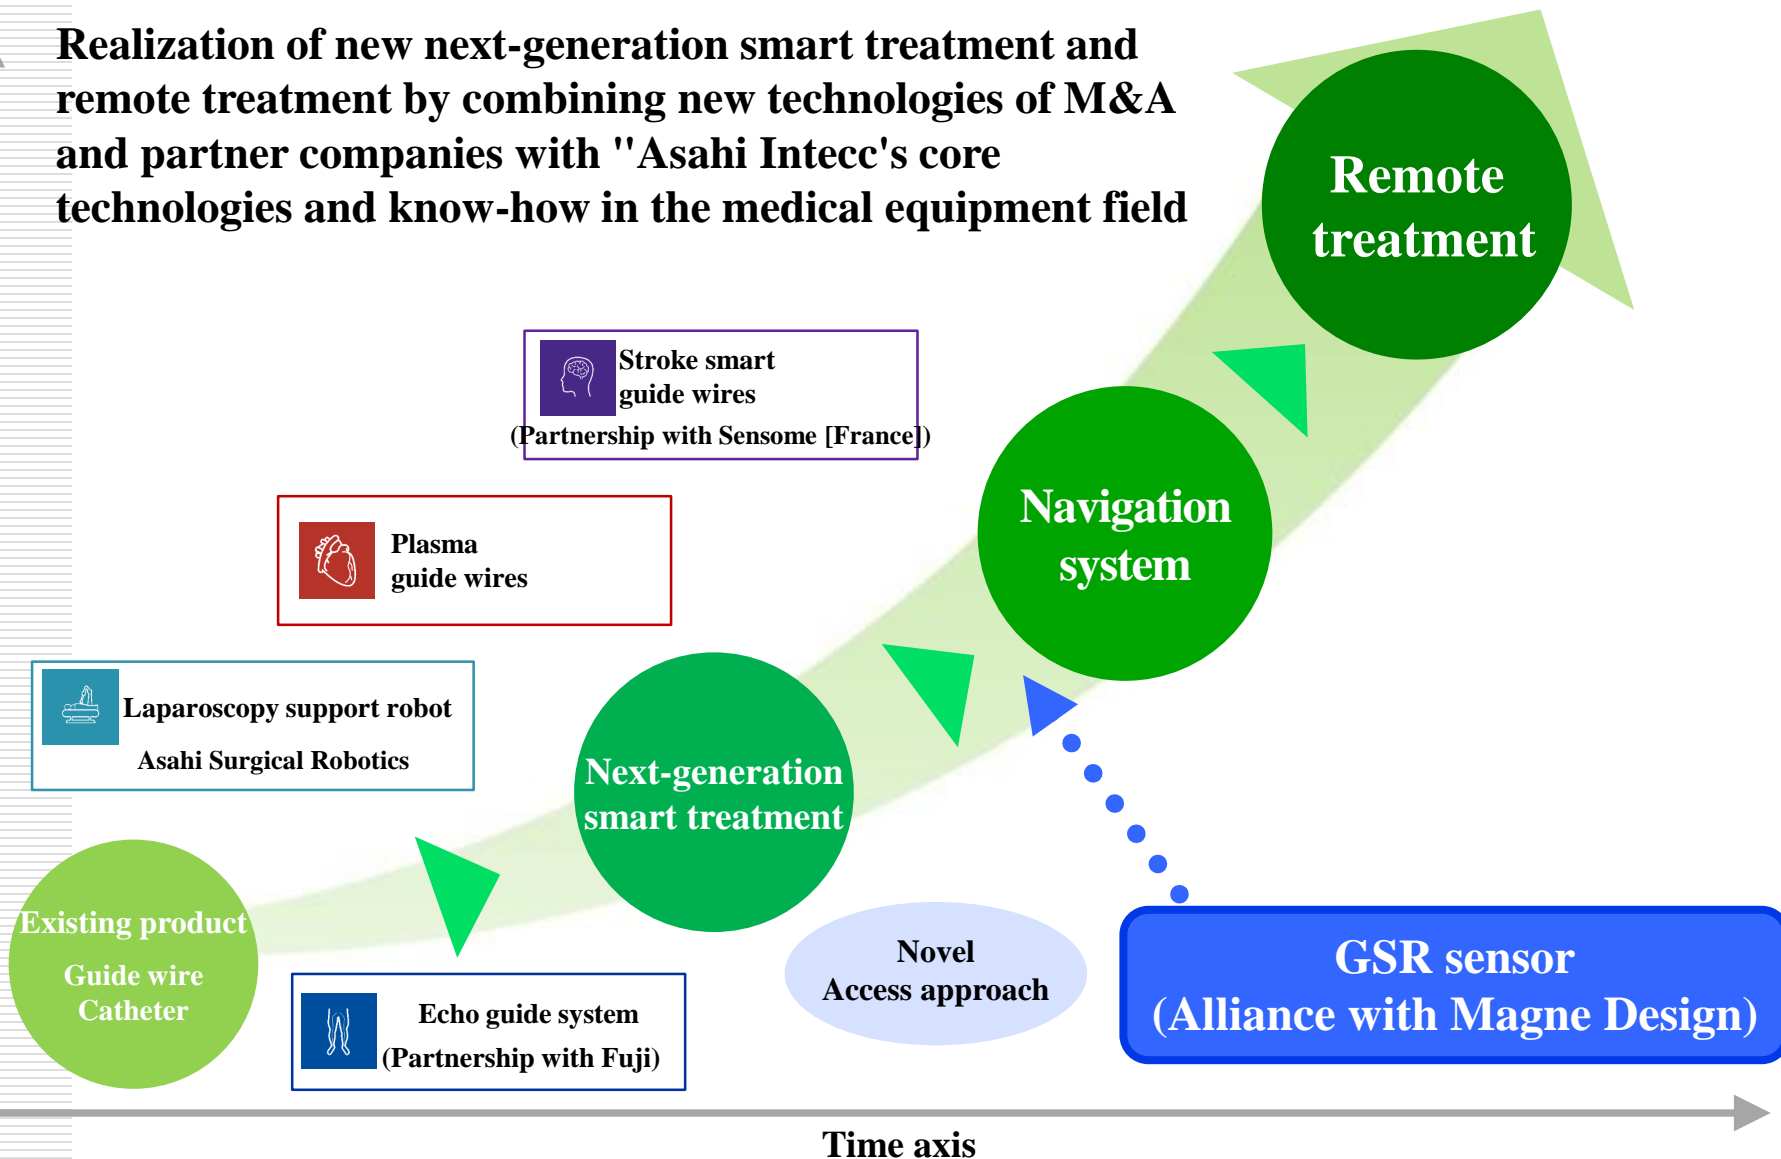 Realization of new next-generation smart treatment and
remote treatment by combining new technologies of M&A
and partner companies with "Asahi Intecc's core
technologies and know-how in the medical equipment field
Remote
treatment
Stroke smart
guide wires
(Partnership with Sensome [France])
Navigation
system
Plasma
guide wires
Laparoscopy support robot
Asahi Surgical Robotics
Next-generation
smart treatment
Existing product
Guide wire
Catheter
Echo guide system
(Partnership with Fuji)
Novel
Access approach
GSR sensor
(Alliance with Magne Design)
Time axis